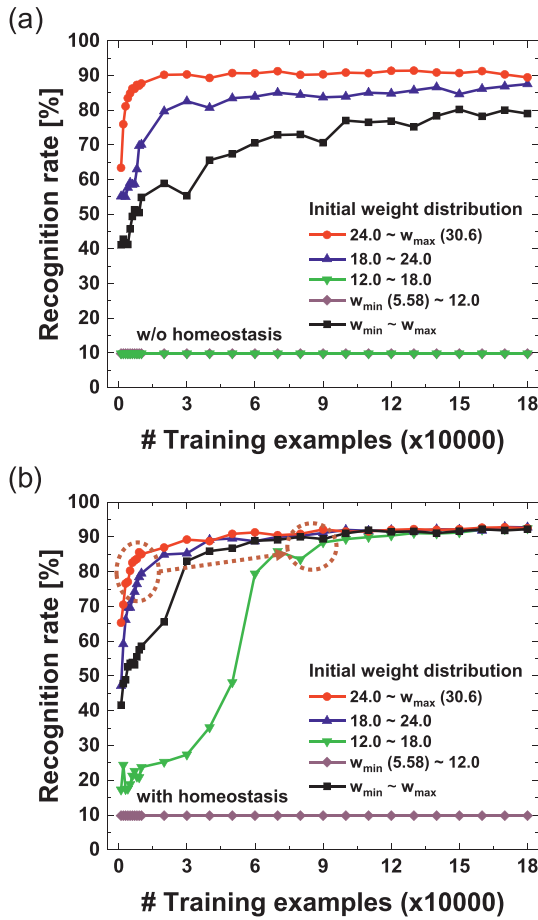 (a)
100
90
80
70
60
50
40
30
20
10
0
Recognition rate [%]
Initial weight distribution
24.0 ~ wmax (30.6)
18.0 ~ 24.0
12.0 ~ 18.0
wmin (5.58) ~ 12.0
wmin ~ wmax
w/o homeostasis
0 3 6 9 12 15 18
# Training examples (x10000)
(b)
100
90
80
70
60
50
40
30
20
10
0
Recognition rate [%]
Initial weight distribution
24.0 ~ wmax (30.6)
18.0 ~ 24.0
12.0 ~ 18.0
wmin (5.58) ~ 12.0
wmin ~ wmax
with homeostasis
0 3 6 9 12 15 18
# Training examples (x10000)